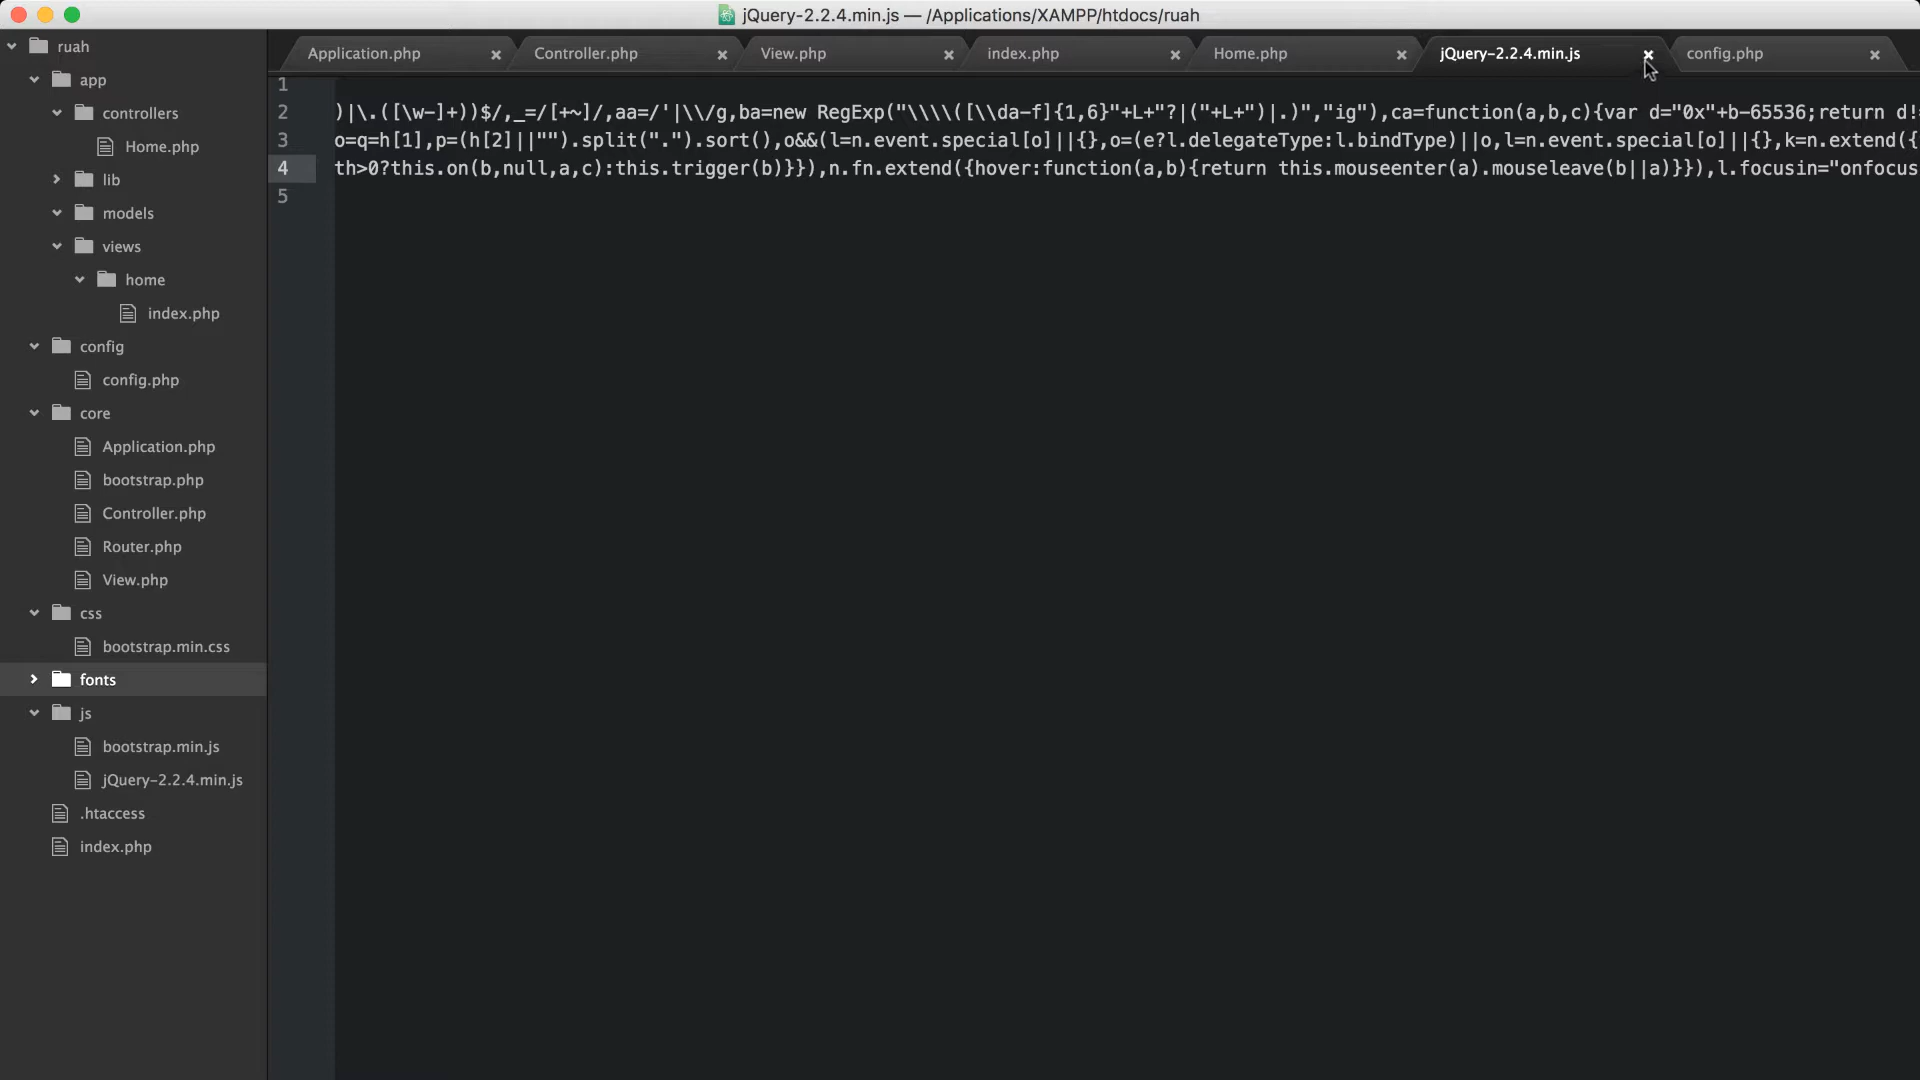 jQuery-2.2.4.min.js — /Applications/XAMPP/htdocs/ruah
ruah
app
controllers
Home.php
lib
models
views
home
index.php
config
config.php
core
Application.php
bootstrap.php
Controller.php
Router.php
View.php
css
bootstrap.min.css
fonts
js
bootstrap.min.js
jQuery-2.2.4.min.js
.htaccess
index.php
Application.php Controller.php View.php index.php Home.php jQuery-2.2.4.min.js config.php
1
2 )|\.([\w-]+))$/,_=/[+~]/,aa=/'|\\/g,ba=new RegExp("\\\\([\\da-f]{1,6}"+L+"?|("+L+")|.)","ig"),ca=function(a,b,c){var d="0x"+b-65536;return d!
3 o=q=h[1],p=(h[2]||"").split(".").sort(),o&&(l=n.event.special[o]||{},o=(e?l.delegateType:l.bindType)||o,l=n.event.special[o]||{},k=n.extend({
4 th>0?this.on(b,null,a,c):this.trigger(b)}}),n.fn.extend({hover:function(a,b){return this.mouseenter(a).mouseleave(b||a)}}),l.focusin="onfocus
5